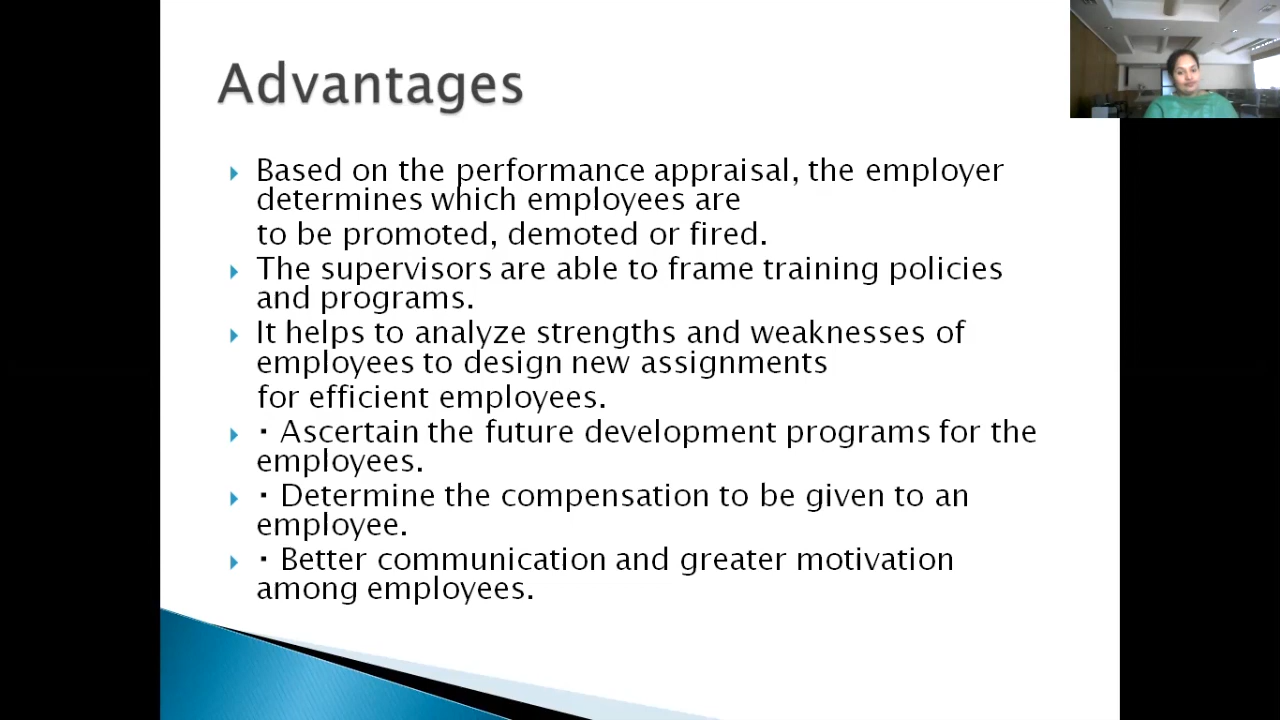 Advantages
Based on the performance appraisal, the employer
determines which employees are
to be promoted, demoted or fired.
The supervisors are able to frame training policies
and programs.
It helps to analyze strengths and weaknesses of
employees to design new assignments
for efficient employees.
· Ascertain the future development programs for the
employees.
· Determine the compensation to be given to an
employee.
· Better communication and greater motivation
among employees.